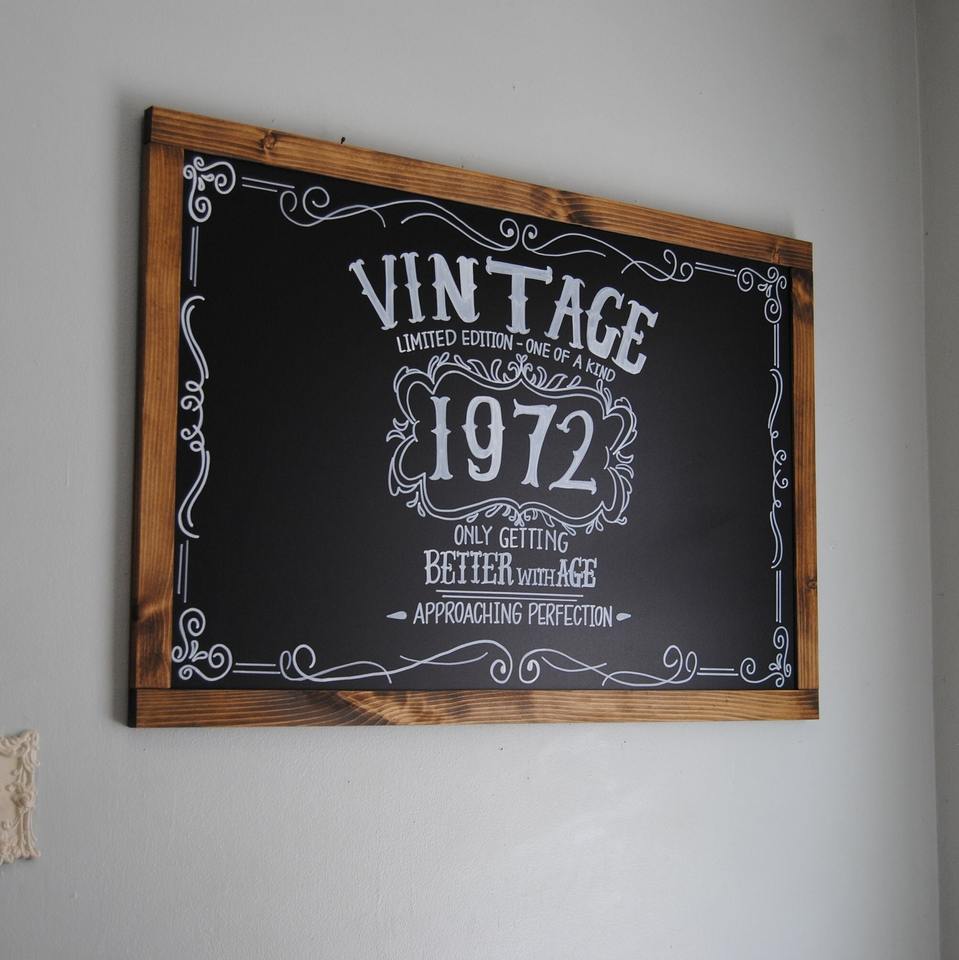 VINTAGE
LIMITED EDITION - ONE OF A KIND
1972
ONLY GETTING
BETTER WITH AGE
APPROACHING PERFECTION